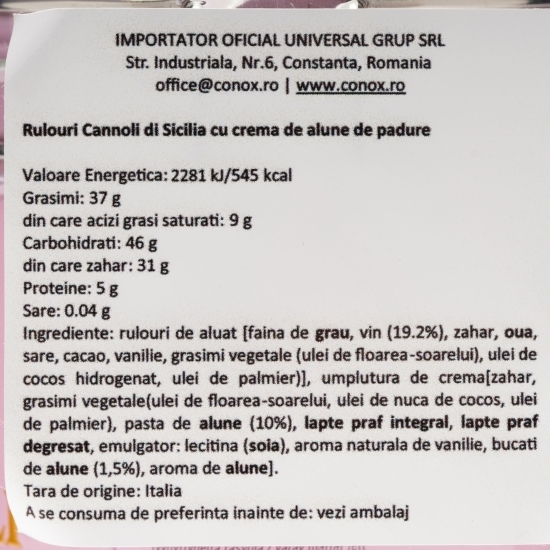 IMPORTATOR OFICIAL UNIVERSAL GRUP SRL
Str. Industriala, Nr.6, Constanta, Romania
office@conox.ro | www.conox.ro
Rulouri Cannoli di Sicilia cu crema de alune de padure
Valoare Energetica: 2281 kJ/545 kcal
Grasimi: 37 g
din care acizi grasi saturati: 9 g
Carbohidrati: 46 g
din care zahar: 31 g
Proteine: 5 g
Sare: 0.04 g
Ingrediente: rulouri de aluat [faina de grau, vin (19.2%), zahar, oua,
sare, cacao, vanilie, grasimi vegetale (ulei de floarea-soarelui), ulei de
cocos hidrogenat, ulei de palmier)], umplutura de crema[zahar,
grasimi vegetale(ulei de floarea-soarelui, ulei de nuca de cocos, ulei
de palmier), pasta de alune (10%), lapte praf integral, lapte praf
degresat, emulgator: lecitina (soia), aroma naturala de vanilie, bucati
de alune (1,5%), aroma de alune].
Tara de origine: Italia
A se consuma de preferinta inainte de: vezi ambalaj